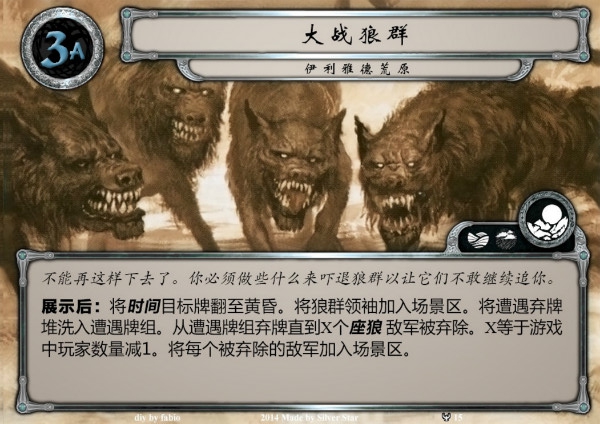 3A
大战狼群
伊利雅德荒原
不能再这样下去了。你必须做些什么来吓退狼群以让它们不敢继续追你。
展示后：将时间目标牌翻至黄昏。将狼群领袖加入场景区。将遭遇弃牌
堆洗入遭遇牌组。从遭遇牌组弃牌直到X个座狼 敌军被弃除。X等于游戏
中玩家数量减1。将每个被弃除的敌军加入场景区。
diy by fabio 2014 Made by Silver Star 15